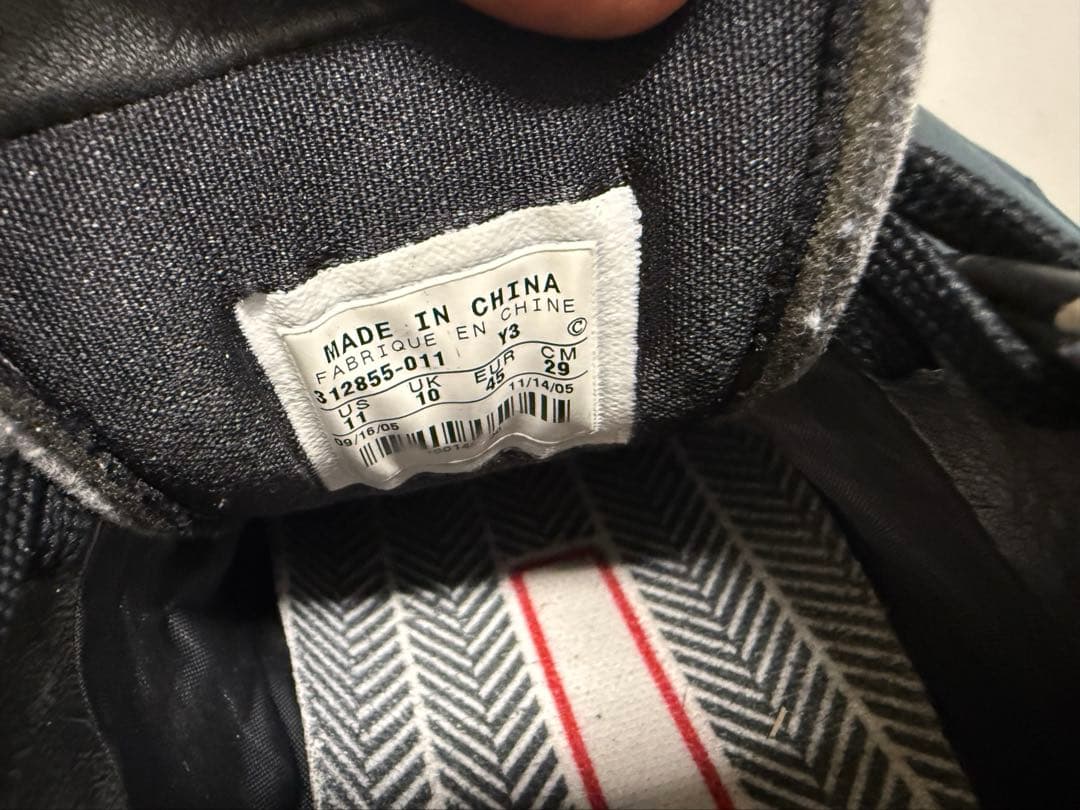 MADE IN CHINA
FABRIQUE EN CHINE
312855-011 Y3 ©
US UK EUR CM
11 10 45 29
09/16/05 11/14/05